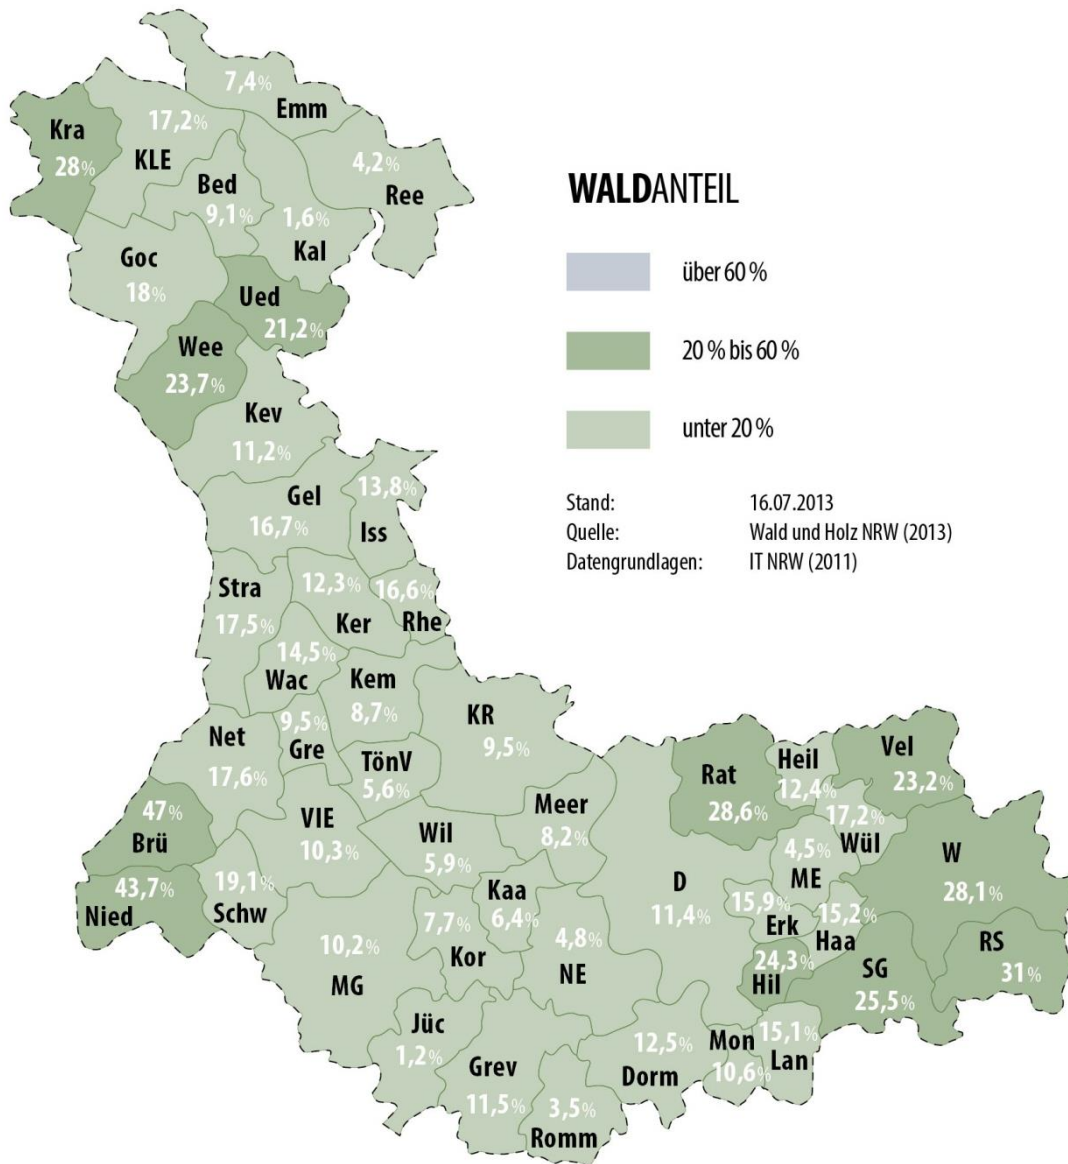 7,4%
Emm
17,2%
Kra
28%
KLE
4,2%
Ree
Bed
9,1%
1,6%
Kal
Goc
18%
Ued
21,2%
Wee
23,7%
Kev
11,2%
Gel
16,7%
13,8%
Iss
12,3%
Ker
16,6%
Rhe
Stra
17,5%
14,5%
Wac
Kem
8,7%
KR
9,5%
Net
17,6%
9,5%
Gre
TönV
5,6%
47%
Brü
VIE
10,3%
Wil
5,9%
Meer
8,2%
43,7%
Nied
19,1%
Schw
10,2%
MG
7,7%
Kor
Kaa
6,4%
4,8%
NE
D
11,4%
Rat
28,6%
Heil
12,4%
Vel
23,2%
17,2%
Wül
4,5%
ME
W
28,1%
15,9%
Erk
15,2%
Haa
24,3%
Hil
SG
25,5%
RS
31%
Jüc
1,2%
Grev
11,5%
3,5%
Romm
12,5%
Dorm
Mon
10,6%
15,1%
Lan
WALDANTEIL
über 60 %
20 % bis 60 %
unter 20 %
Stand: 16.07.2013
Quelle: Wald und Holz NRW (2013)
Datengrundlagen: IT NRW (2011)